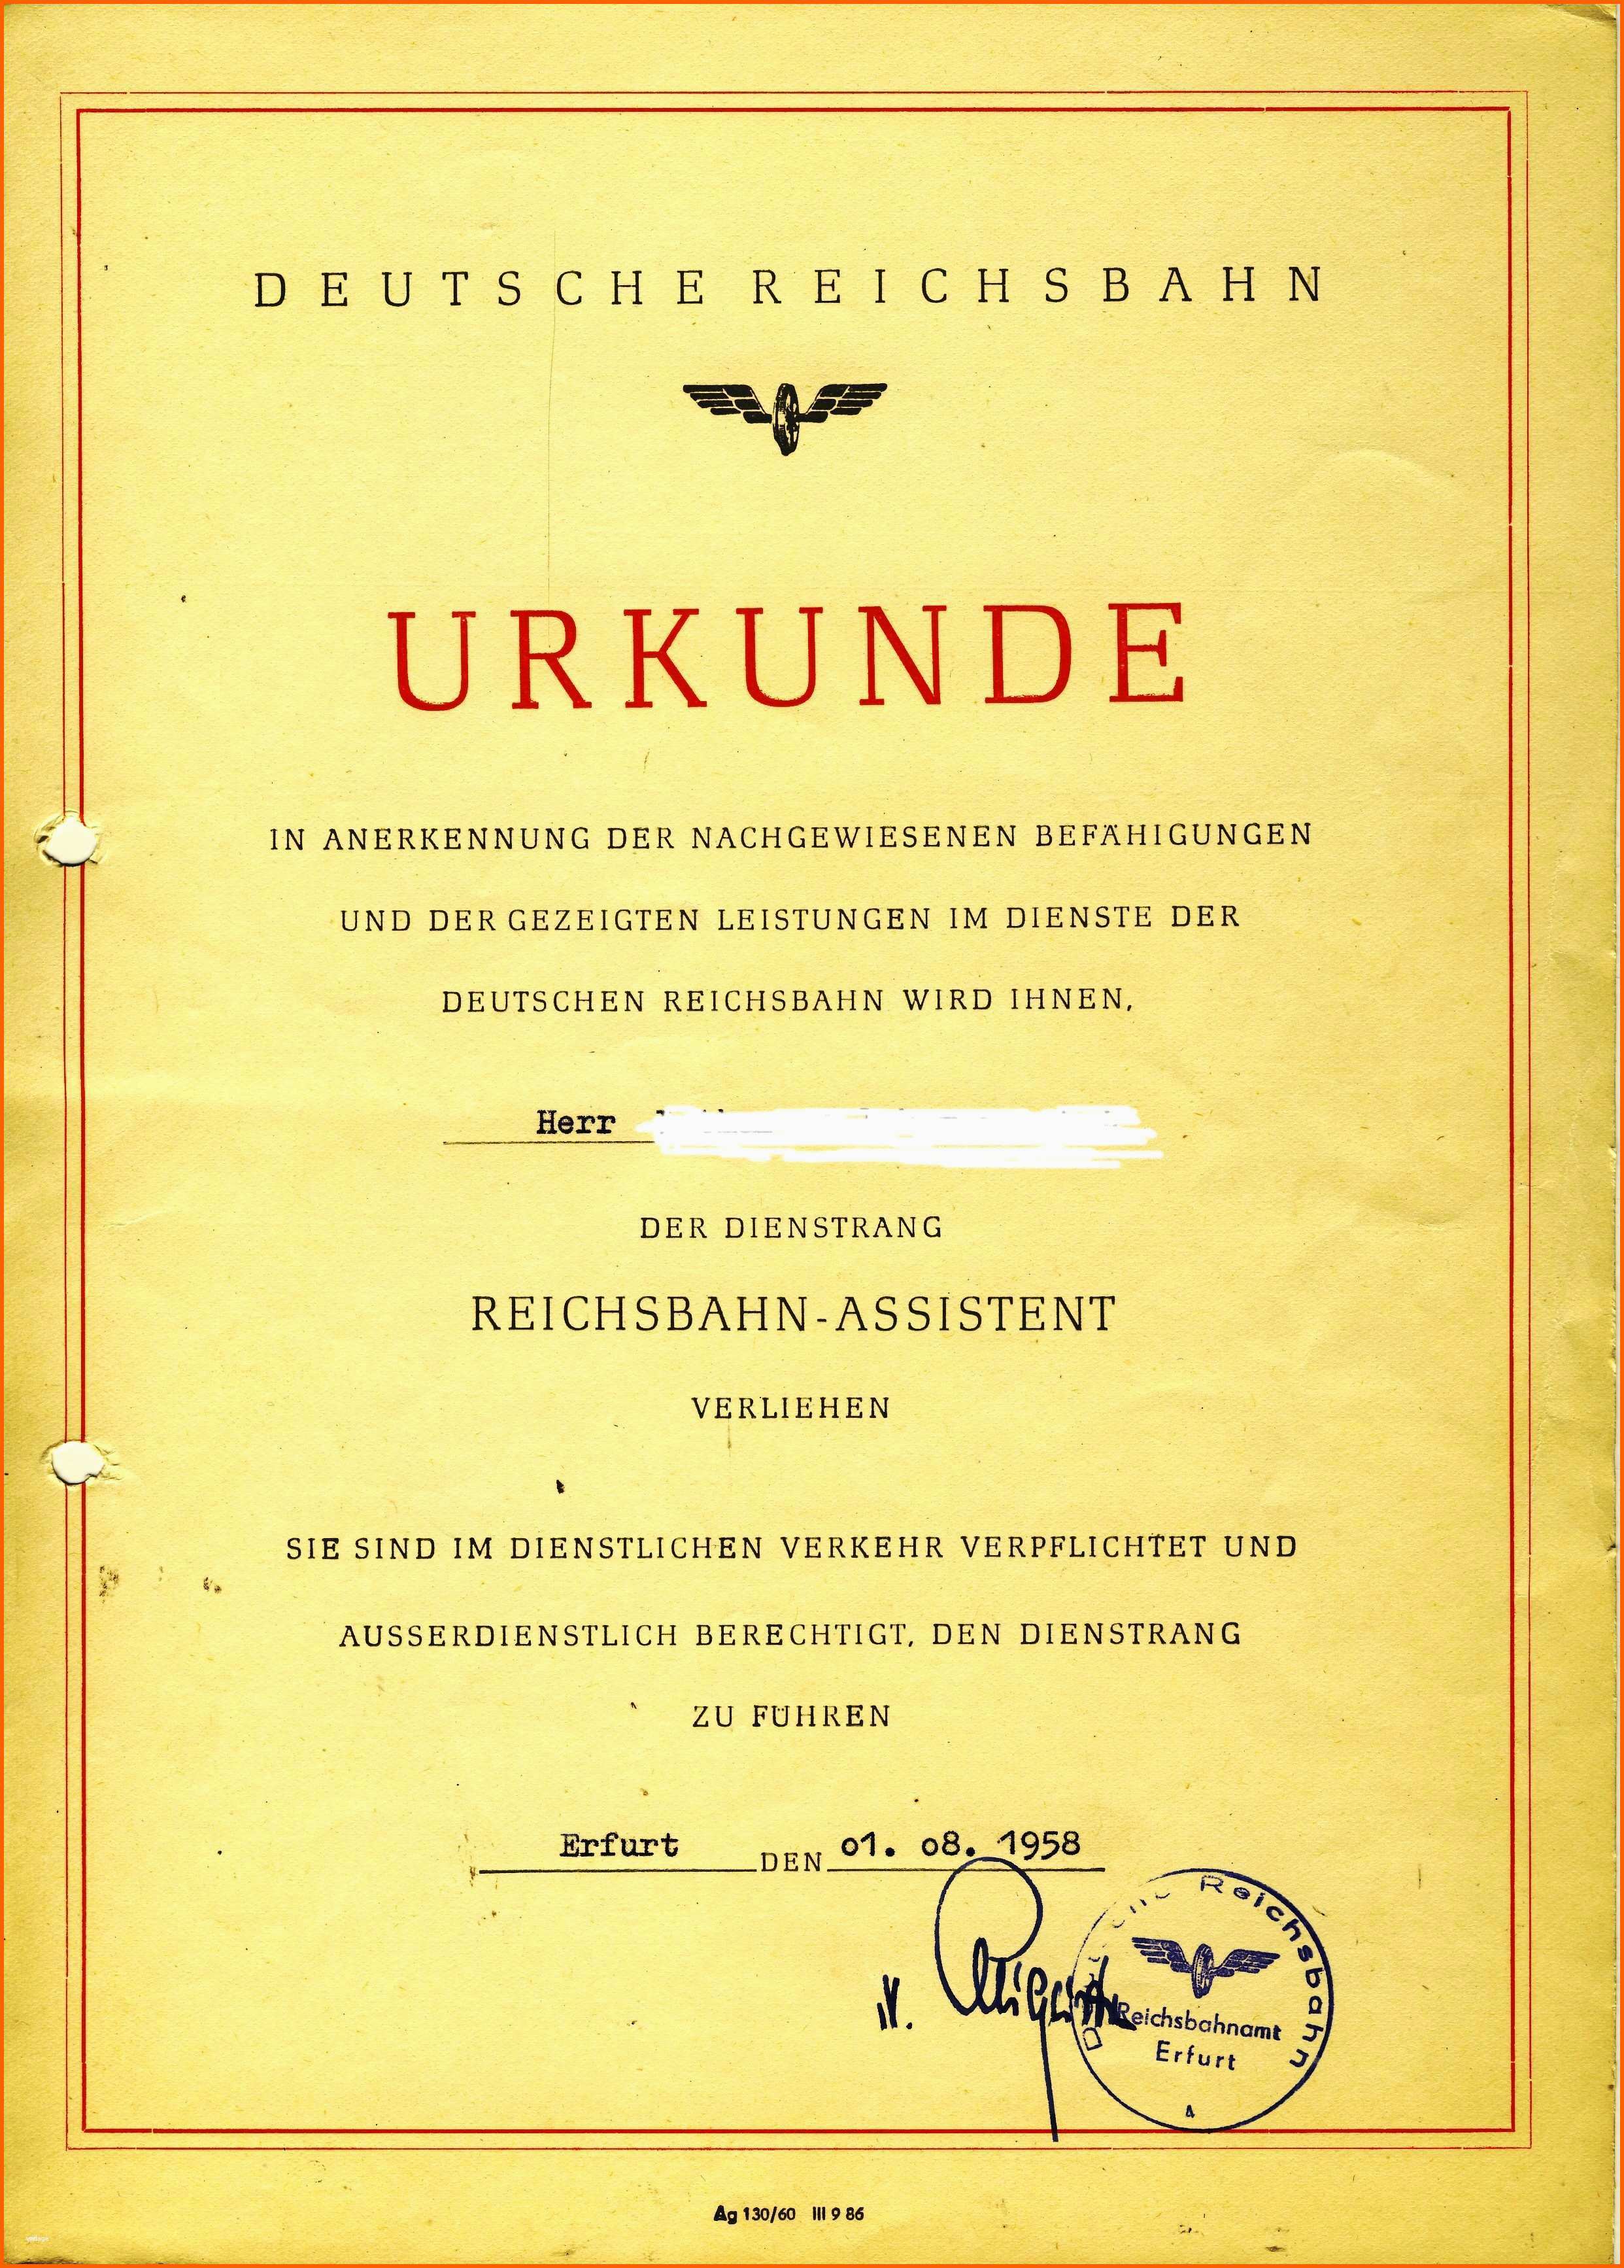 DEUTSCHE REICHSBAHN
URKUNDE
IN ANERKENNUNG DER NACHGEWIESENEN BEFÄHIGUNGEN
UND DER GEZEIGTEN LEISTUNGEN IM DIENSTE DER
DEUTSCHEN REICHSBAHN WIRD IHNEN,
Herr
DER DIENSTRANG
REICHSBAHN-ASSISTENT
VERLIEHEN
SIE SIND IM DIENSTLICHEN VERKEHR VERPFLICHTET UND
AUSSERDIENSTLICH BERECHTIGT, DEN DIENSTRANG
ZU FÜHREN
Erfurt DEN 01. 08. 1958
Reichsbahn
Reichsbahnamt
Erfurt
4
Ag 130/60 III 9 86